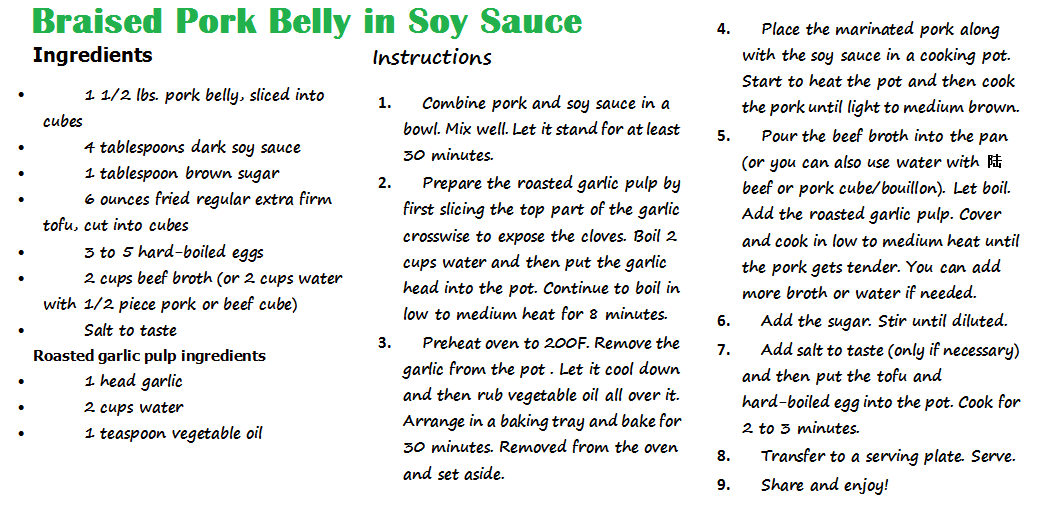 Braised Pork Belly in Soy Sauce
Ingredients
• 1 1/2 lbs. pork belly, sliced into
cubes
• 4 tablespoons dark soy sauce
• 1 tablespoon brown sugar
• 6 ounces fried regular extra firm
tofu, cut into cubes
• 3 to 5 hard-boiled eggs
• 2 cups beef broth (or 2 cups water
with 1/2 piece pork or beef cube)
• Salt to taste
Roasted garlic pulp ingredients
• 1 head garlic
• 2 cups water
• 1 teaspoon vegetable oil
Instructions
1. Combine pork and soy sauce in a
bowl. Mix well. Let it stand for at least
30 minutes.
2. Prepare the roasted garlic pulp by
first slicing the top part of the garlic
crosswise to expose the cloves. Boil 2
cups water and then put the garlic
head into the pot. Continue to boil in
low to medium heat for 8 minutes.
3. Preheat oven to 200F. Remove the
garlic from the pot . Let it cool down
and then rub vegetable oil all over it.
Arrange in a baking tray and bake for
30 minutes. Removed from the oven
and set aside.
4. Place the marinated pork along
with the soy sauce in a cooking pot.
Start to heat the pot and then cook
the pork until light to medium brown.
5. Pour the beef broth into the pan
(or you can also use water with 陆
beef or pork cube/bouillon). Let boil.
Add the roasted garlic pulp. Cover
and cook in low to medium heat until
the pork gets tender. You can add
more broth or water if needed.
6. Add the sugar. Stir until diluted.
7. Add salt to taste (only if necessary)
and then put the tofu and
hard-boiled egg into the pot. Cook for
2 to 3 minutes.
8. Transfer to a serving plate. Serve.
9. Share and enjoy!